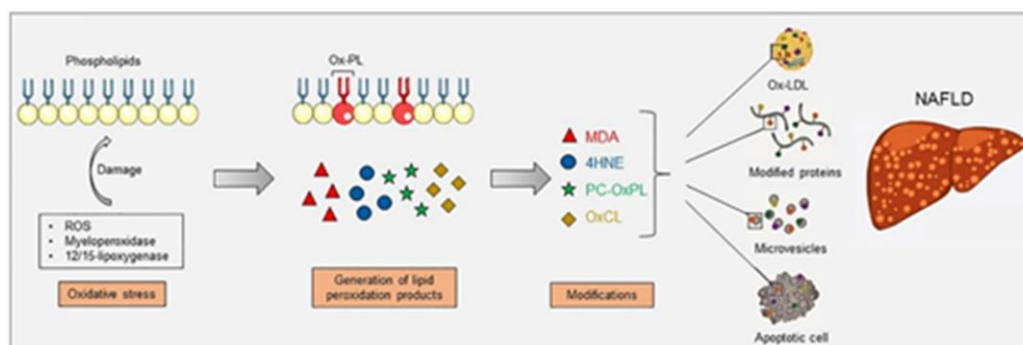 Phospholipids
Damage
• ROS
• Myeloperoxidase
• 12/15-lipoxygenase
Oxidative stress
Ox-PL
Generation of lipid
peroxidation products
MDA
4HNE
PC-OxPL
OxCL
Modifications
Ox-LDL
Modified proteins
Microvesicles
Apoptotic cell
NAFLD